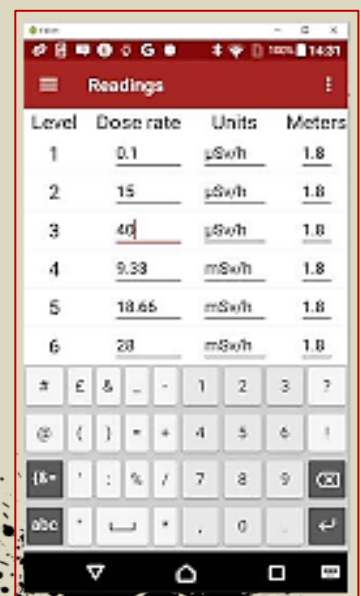 100% 14:31
Readings
Level Dose rate Units Meters
1 0.1 µSv/h 1.8
2 15 µSv/h 1.8
3 40 µSv/h 1.8
4 9.33 mSv/h 1.8
5 18.66 mSv/h 1.8
6 28 mSv/h 1.8
# £ & _ - 1 2 3 ?
@ ( ) = + 4 5 6 !
{&= " : % / 7 8 9
abc * . 0